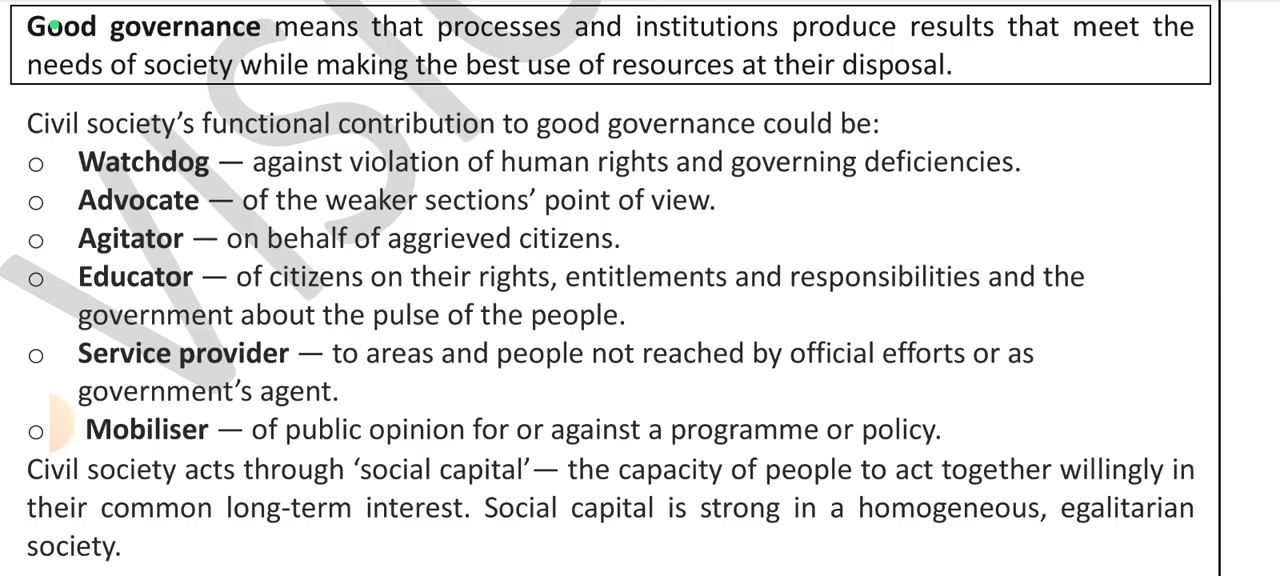 Good governance means that processes and institutions produce results that meet the
needs of society while making the best use of resources at their disposal.
Civil society’s functional contribution to good governance could be:
o Watchdog — against violation of human rights and governing deficiencies.
o Advocate — of the weaker sections’ point of view.
o Agitator — on behalf of aggrieved citizens.
o Educator — of citizens on their rights, entitlements and responsibilities and the
government about the pulse of the people.
o Service provider — to areas and people not reached by official efforts or as
government’s agent.
o Mobiliser — of public opinion for or against a programme or policy.
Civil society acts through ‘social capital’— the capacity of people to act together willingly in
their common long-term interest. Social capital is strong in a homogeneous, egalitarian
society.